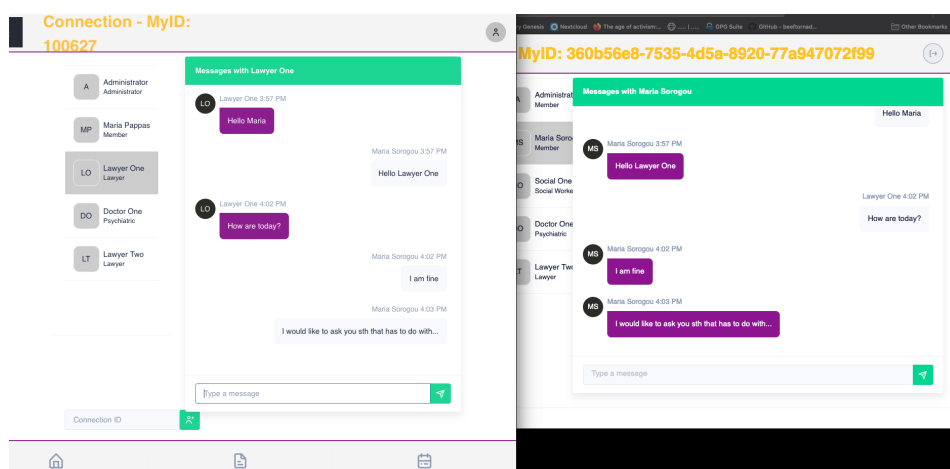 Connection - MyID:
100627
A
Administrator
Administrator
MP
Maria Pappas
Member
LO
Lawyer One
Lawyer
DO
Doctor One
Psychiatric
LT
Lawyer Two
Lawyer
Connection ID
Messages with Lawyer One
LO
Lawyer One 3:57 PM
Hello Maria
Maria Sorogou 3:57 PM
Hello Lawyer One
LO
Lawyer One 4:02 PM
How are today?
Maria Sorogou 4:02 PM
I am fine
Maria Sorogou 4:03 PM
I would like to ask you sth that has to do with...
Type a message
Genesis Nextcloud The age of activism:... ..... | .... GPG Suite GitHub - beeftornad... Other Bookmarks
MyID: 360b56e8-7535-4d5a-8920-77a947072f99
Administrat
Member
MS
Maria Soro
Member
Social One
Social Worke
Doctor One
Psychiatric
Lawyer Two
Lawyer
Messages with Maria Sorogou
Hello Maria
MS
Maria Sorogou 3:57 PM
Hello Lawyer One
Lawyer One 4:02 PM
How are today?
MS
Maria Sorogou 4:02 PM
I am fine
MS
Maria Sorogou 4:03 PM
I would like to ask you sth that has to do with...
Type a message